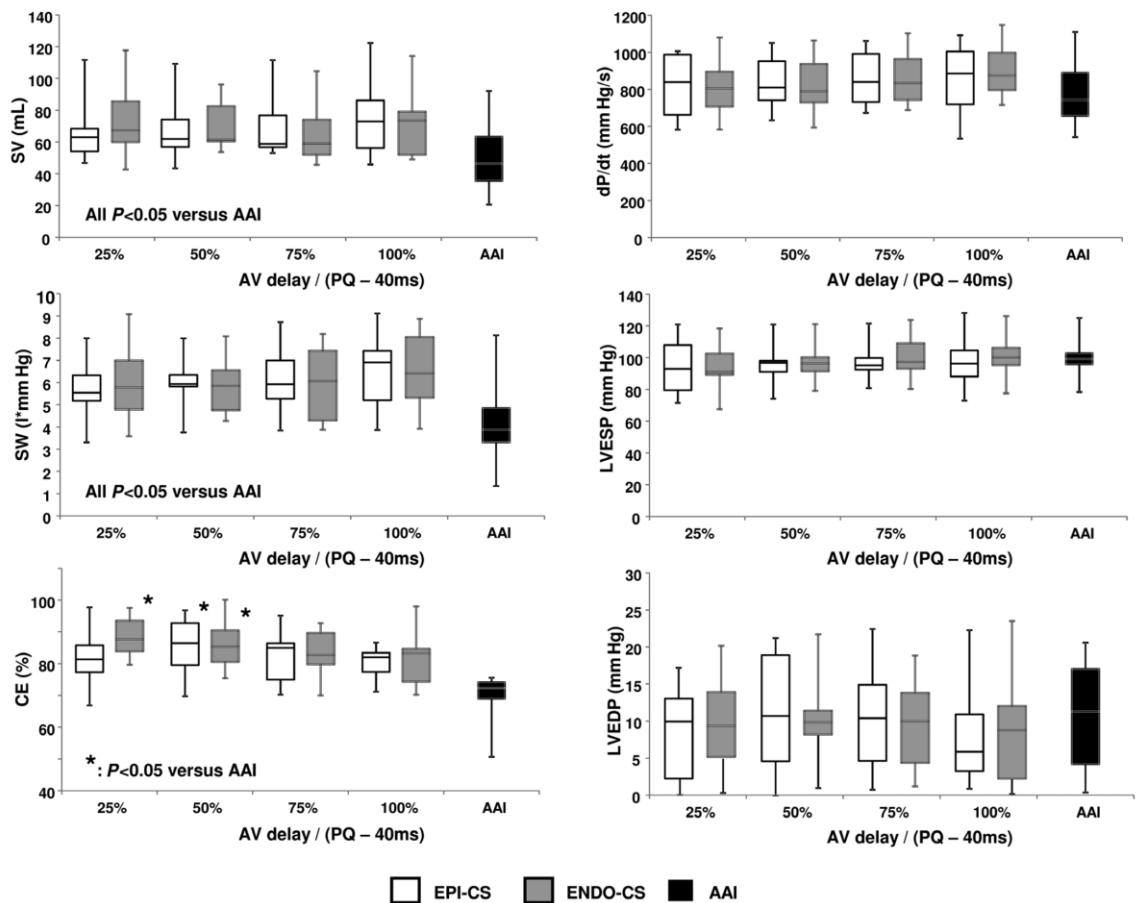 SV (mL)
140
120
100
80
60
40
20
0
All P<0.05 versus AAI
25% 50% 75% 100% AAI
AV delay / (PQ – 40ms)
dP/dt (mm Hg/s)
1200
1000
800
600
400
200
0
25% 50% 75% 100% AAI
AV delay / (PQ – 40ms)
SW (l*mm Hg)
10
9
8
7
6
5
4
3
2
1
0
All P<0.05 versus AAI
25% 50% 75% 100% AAI
AV delay / (PQ – 40ms)
LVESP (mm Hg)
140
120
100
80
60
40
20
0
25% 50% 75% 100% AAI
AV delay / (PQ – 40ms)
CE (%)
100
80
60
40
* * *
*: P<0.05 versus AAI
25% 50% 75% 100% AAI
AV delay / (PQ – 40ms)
LVEDP (mm Hg)
30
25
20
15
10
5
0
25% 50% 75% 100% AAI
AV delay / (PQ – 40ms)
EPI-CS ENDO-CS AAI